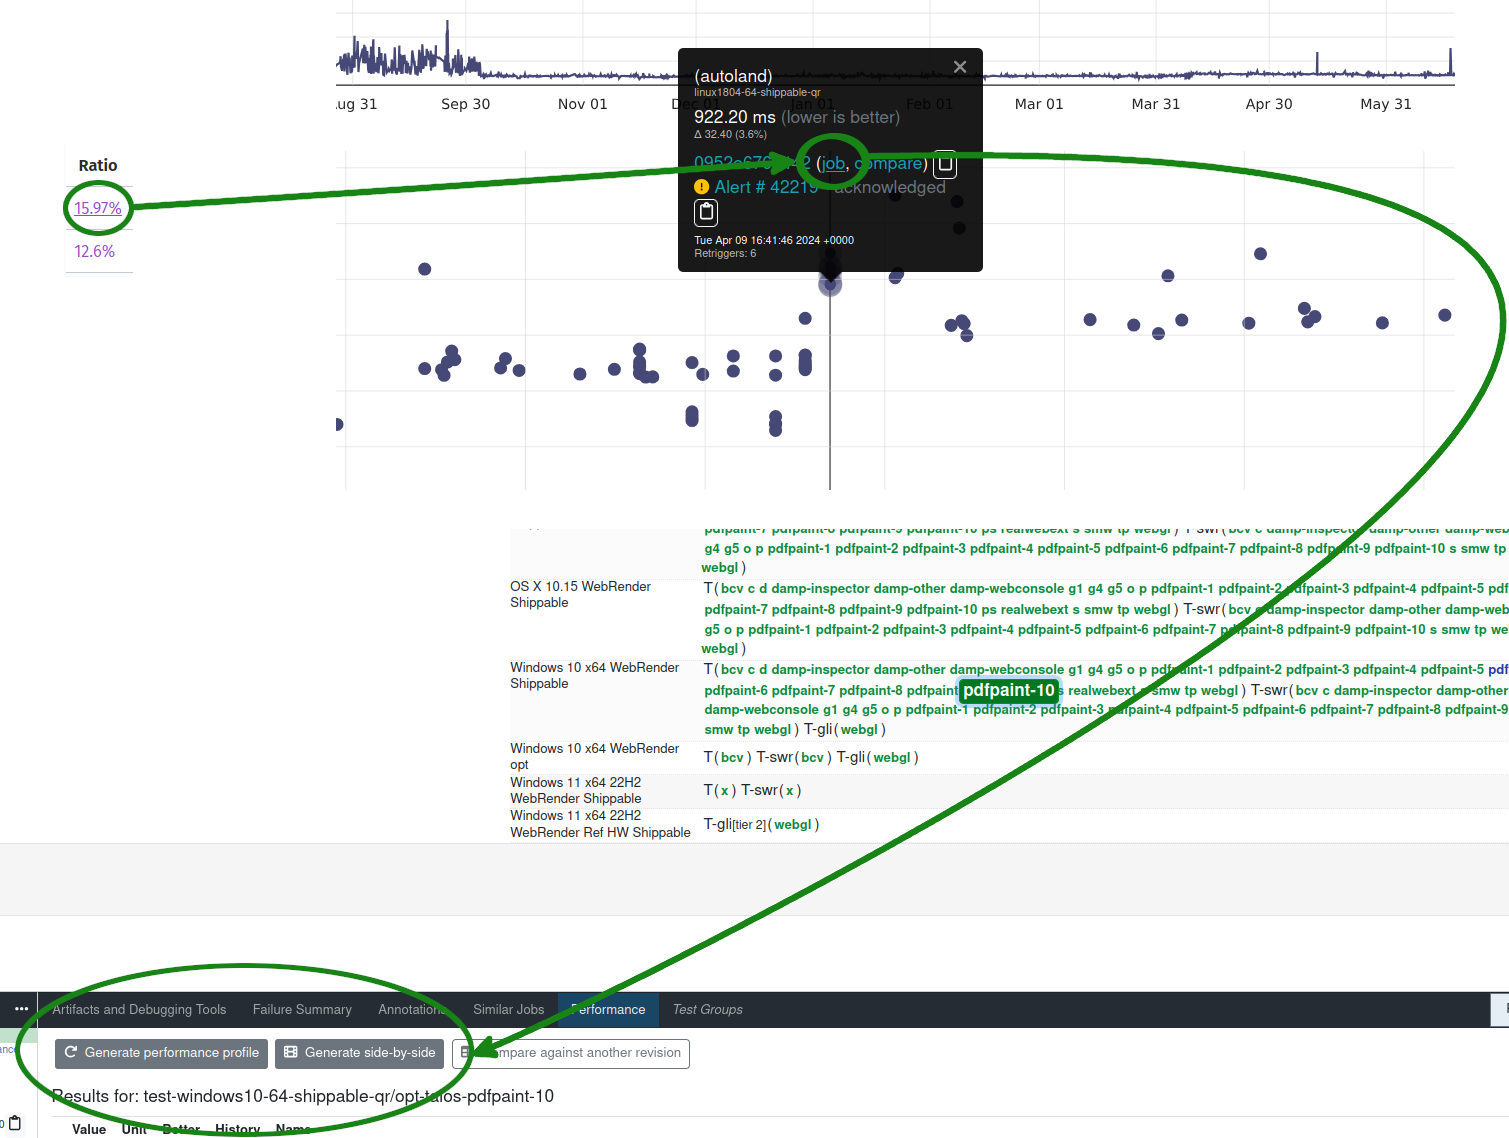 ug 31 Sep 30 Nov 01 Dec 01 Jan 01 Feb 01 Mar 01 Mar 31 Apr 30 May 31
(autoland)
linux1804-64-shippable-qr
922.20 ms (lower is better)
Δ 32.40 (3.6%)
(job, compare)
Alert # 42219 acknowledged
Tue Apr 09 16:41:46 2024 +0000
Retriggers: 6
Ratio
15.97%
12.6%
pdfpaint-7 pdfpaint-8 pdfpaint-9 pdfpaint-10 ps realwebext s smw tp webgl ) T-swr( bcv c damp-inspector damp-other damp-web
g4 g5 o p pdfpaint-1 pdfpaint-2 pdfpaint-3 pdfpaint-4 pdfpaint-5 pdfpaint-6 pdfpaint-7 pdfpaint-8 pdfpaint-9 pdfpaint-10 s smw tp
webgl )
OS X 10.15 WebRender
Shippable
T( bcv c d damp-inspector damp-other damp-webconsole g1 g4 g5 o p pdfpaint-1 pdfpaint-2 pdfpaint-3 pdfpaint-4 pdfpaint-5 pdf
pdfpaint-7 pdfpaint-8 pdfpaint-9 pdfpaint-10 ps realwebext s smw tp webgl ) T-swr( bcv c damp-inspector damp-other damp-web
g5 o p pdfpaint-1 pdfpaint-2 pdfpaint-3 pdfpaint-4 pdfpaint-5 pdfpaint-6 pdfpaint-7 pdfpaint-8 pdfpaint-9 pdfpaint-10 s smw tp we
webgl )
Windows 10 x64 WebRender
Shippable
T( bcv c d damp-inspector damp-other damp-webconsole g1 g4 g5 o p pdfpaint-1 pdfpaint-2 pdfpaint-3 pdfpaint-4 pdfpaint-5 pdf
pdfpaint-6 pdfpaint-7 pdfpaint-8 pdfpaint pdfpaint-10 s realwebext s smw tp webgl ) T-swr( bcv c damp-inspector damp-other
damp-webconsole g1 g4 g5 o p pdfpaint-1 pdfpaint-2 pdfpaint-3 pdfpaint-4 pdfpaint-5 pdfpaint-6 pdfpaint-7 pdfpaint-8 pdfpaint-9
smw tp webgl ) T-gli( webgl )
Windows 10 x64 WebRender
opt
T( bcv ) T-swr( bcv ) T-gli( webgl )
Windows 11 x64 22H2
WebRender Shippable
T( x ) T-swr( x )
Windows 11 x64 22H2
WebRender Ref HW Shippable
T-gli[tier 2]( webgl )
Artifacts and Debugging Tools Failure Summary Annotations Similar Jobs Performance Test Groups
Generate performance profile Generate side-by-side Compare against another revision
Results for: test-windows10-64-shippable-qr/opt-talos-pdfpaint-10
Value Unit Better History Name